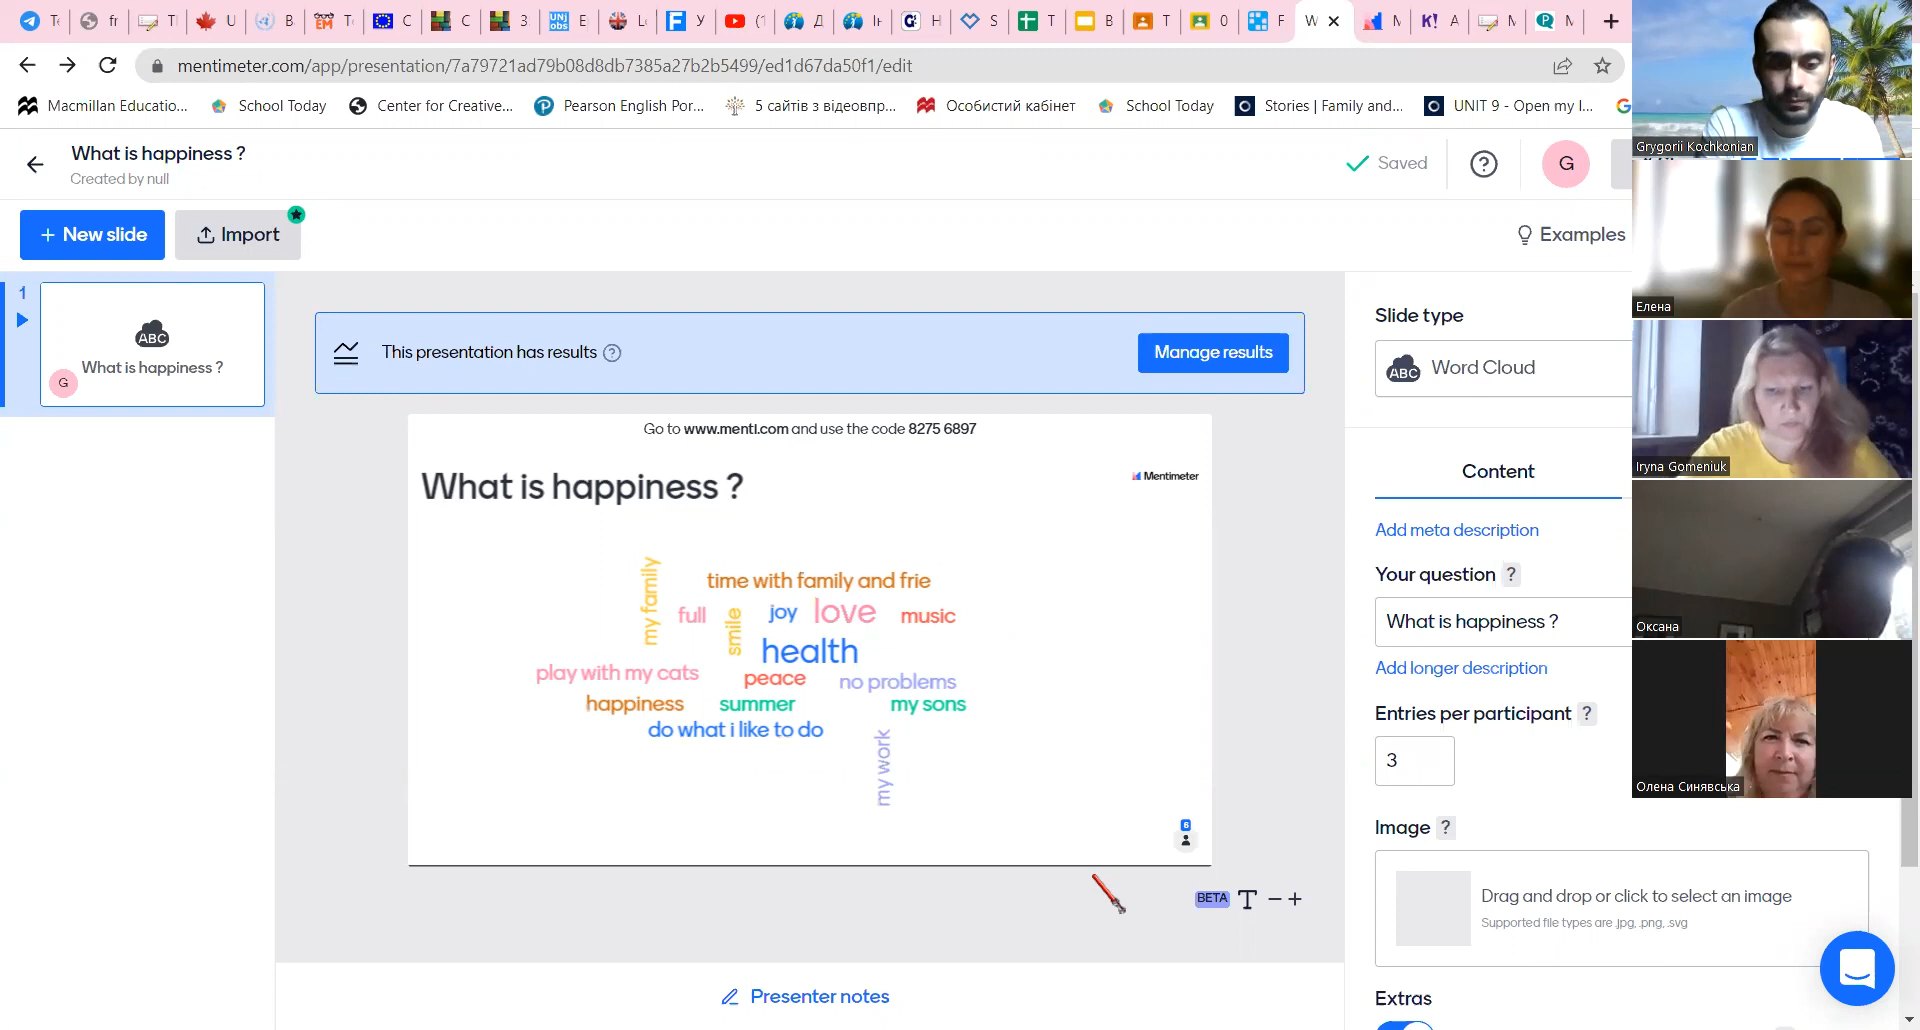 mentimeter.com/app/presentation/7a79721ad79b08d8db7385a27b2b5499/ed1d67da50f1/edit
Macmillan Educatio...
School Today
Center for Creative...
Pearson English Por...
5 сайтів з відеовпр...
Особистий кабінет
School Today
Stories | Family and...
UNIT 9 - Open my I...
What is happiness ?
Created by null
Saved
G
+ New slide
Import
Examples
1
ABC
What is happiness ?
G
This presentation has results ?
Manage results
Go to www.menti.com and use the code 8275 6897
What is happiness ?
Mentimeter
my family
time with family and frie
full
smile
joy
love
music
health
play with my cats
peace
no problems
happiness
summer
my sons
do what i like to do
my work
6
BETA
Presenter notes
Slide type
ABC
Word Cloud
Content
Add meta description
Your question ?
What is happiness ?
Add longer description
Entries per participant ?
3
Image ?
Drag and drop or click to select an image
Supported file types are .jpg, .png, .svg
Extras
Grygorii Kochkonian
Елена
Iryna Gomeniuk
Оксана
Олена Синявська